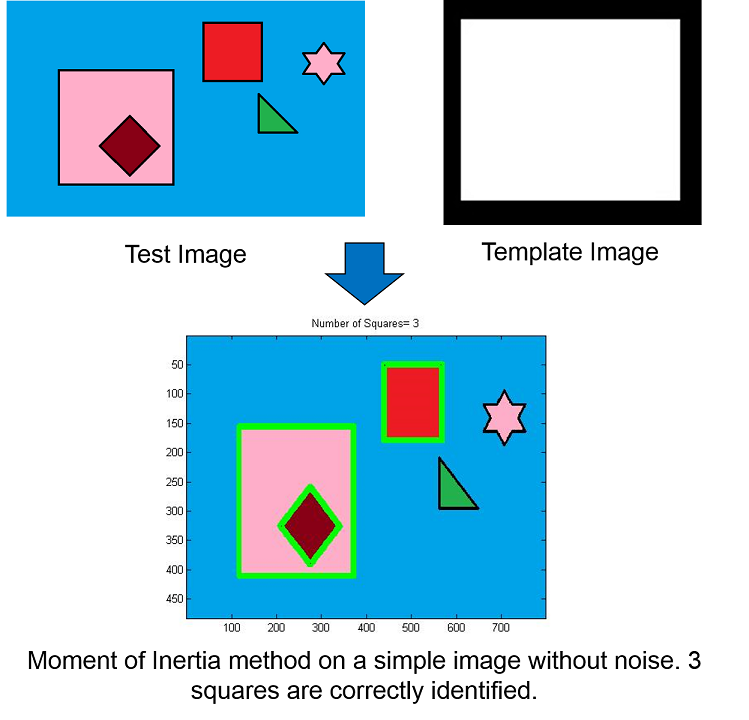 Test Image
Template Image
Number of Squares= 3
50
100
150
200
250
300
350
400
450
100 200 300 400 500 600 700
Moment of Inertia method on a simple image without noise. 3
squares are correctly identified.